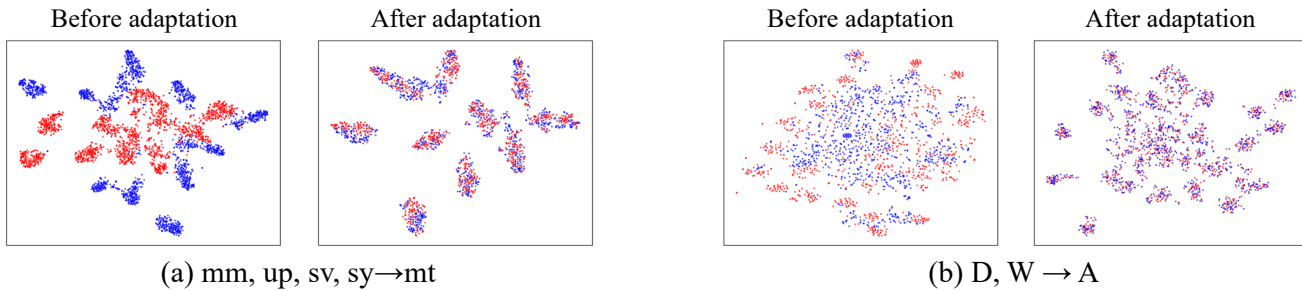 Before adaptation
After adaptation
Before adaptation
After adaptation
(a) mm, up, sv, sy→mt
(b) D, W → A